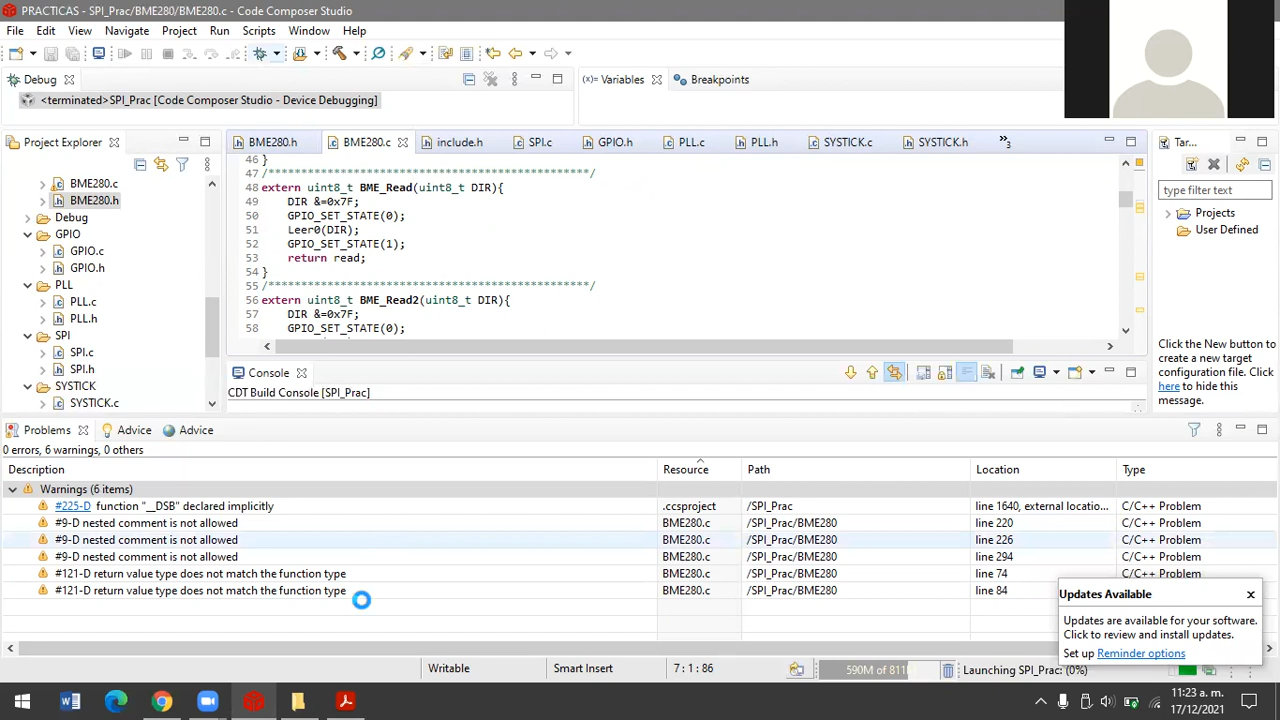 PRACTICAS - SPI_Prac/BME280/BME280.c - Code Composer Studio
File Edit View Navigate Project Run Scripts Window Help
Debug
(x)= Variables Breakpoints
<terminated>SPI_Prac [Code Composer Studio - Device Debugging]
Project Explorer
BME280.h BME280.c include.h SPI.c GPIO.h PLL.c PLL.h SYSTICK.c SYSTICK.h »3
Tar...
BME280.c
BME280.h
Debug
GPIO
GPIO.c
GPIO.h
PLL
PLL.c
PLL.h
SPI
SPI.c
SPI.h
SYSTICK
SYSTICK.c
46 }
47 /*************************************************/
48 extern uint8_t BME_Read(uint8_t DIR){
49 DIR &=0x7F;
50 GPIO_SET_STATE(0);
51 Leer0(DIR);
52 GPIO_SET_STATE(1);
53 return read;
54 }
55 /*************************************************/
56 extern uint8_t BME_Read2(uint8_t DIR){
57 DIR &=0x7F;
58 GPIO_SET_STATE(0);
type filter text
Projects
User Defined
Click the New button to
create a new target
configuration file. Click
here to hide this
message.
Console
CDT Build Console [SPI_Prac]
Problems Advice Advice
0 errors, 6 warnings, 0 others
Description Resource Path Location Type
Warnings (6 items)
#225-D function "__DSB" declared implicitly .ccsproject /SPI_Prac line 1640, external locatio... C/C++ Problem
#9-D nested comment is not allowed BME280.c /SPI_Prac/BME280 line 220 C/C++ Problem
#9-D nested comment is not allowed BME280.c /SPI_Prac/BME280 line 226 C/C++ Problem
#9-D nested comment is not allowed BME280.c /SPI_Prac/BME280 line 294 C/C++ Problem
#121-D return value type does not match the function type BME280.c /SPI_Prac/BME280 line 74 C/C++ Problem
#121-D return value type does not match the function type BME280.c /SPI_Prac/BME280 line 84
Updates Available
Updates are available for your software.
Click to review and install updates.
Set up Reminder options
Writable Smart Insert 7 : 1 : 86 590M of 811M Launching SPI_Prac: (0%)
11:23 a. m.
17/12/2021